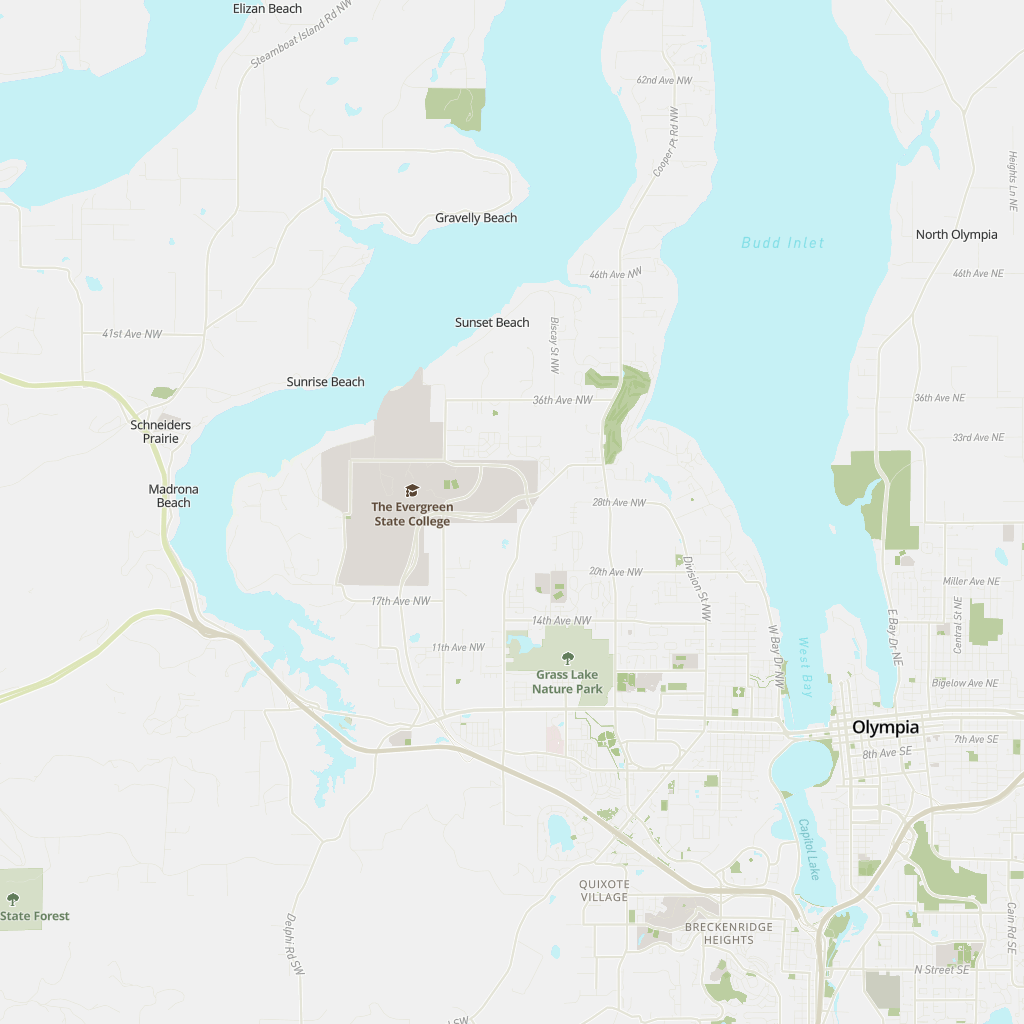 Elizan Beach
Steamboat Island Rd NW
62nd Ave NW
Cooper Pt Rd NW
Heights Ln NE
Gravelly Beach
Budd Inlet
North Olympia
46th Ave NW
46th Ave NE
Sunset Beach
Biscay St NW
41st Ave NW
Sunrise Beach
36th Ave NW
36th Ave NE
Schneiders
Prairie
33rd Ave NE
Madrona
Beach
The Evergreen
State College
28th Ave NW
20th Ave NW
Division St NW
Miller Ave NE
17th Ave NW
14th Ave NW
Central St NE
E Bay Dr NE
W Bay Dr NW
West Bay
11th Ave NW
Grass Lake
Nature Park
Bigelow Ave NE
Olympia
7th Ave SE
8th Ave SE
Capitol Lake
QUIXOTE
VILLAGE
State Forest
Delphi Rd SW
BRECKENRIDGE
HEIGHTS
Cain Rd SE
N Street SE
SW